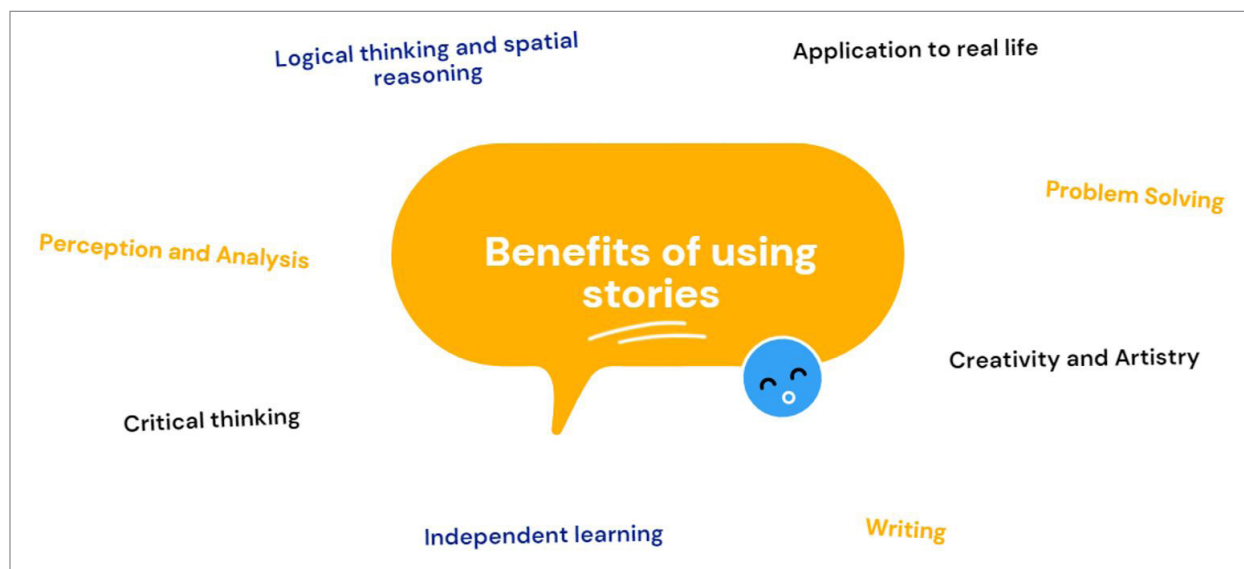 Logical thinking and spatial
reasoning
Application to real life
Problem Solving
Perception and Analysis
Benefits of using
stories
Creativity and Artistry
Critical thinking
Independent learning
Writing